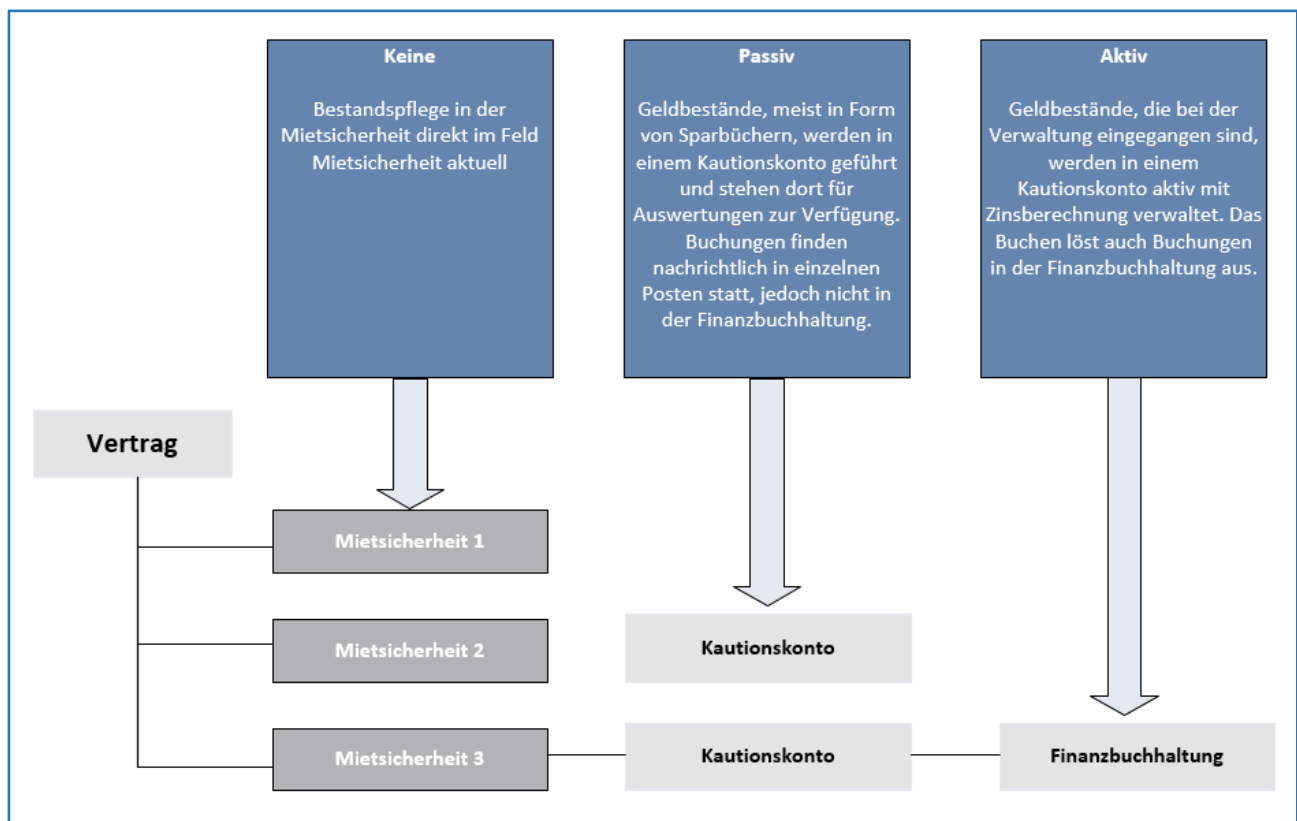 Keine
Bestandspflege in der
Mietsicherheit direkt im Feld
Mietsicherheit aktuell
Passiv
Geldbestände, meist in Form
von Sparbüchern, werden in
einem Kautionskonto geführt
und stehen dort für
Auswertungen zur Verfügung.
Buchungen finden
nachrichtlich in einzelnen
Posten statt, jedoch nicht in
der Finanzbuchhaltung.
Aktiv
Geldbestände, die bei der
Verwaltung eingegangen sind,
werden in einem
Kautionskonto aktiv mit
Zinsberechnung verwaltet. Das
Buchen löst auch Buchungen
in der Finanzbuchhaltung aus.
Vertrag
Mietsicherheit 1
Mietsicherheit 2
Kautionskonto
Mietsicherheit 3
Kautionskonto
Finanzbuchhaltung